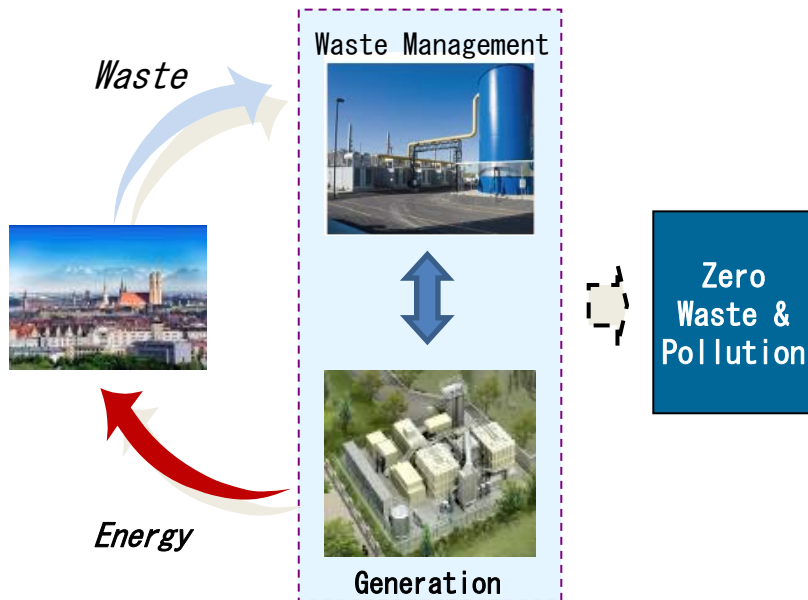 Waste Management
Waste
Zero
Waste &
Pollution
Energy
Generation